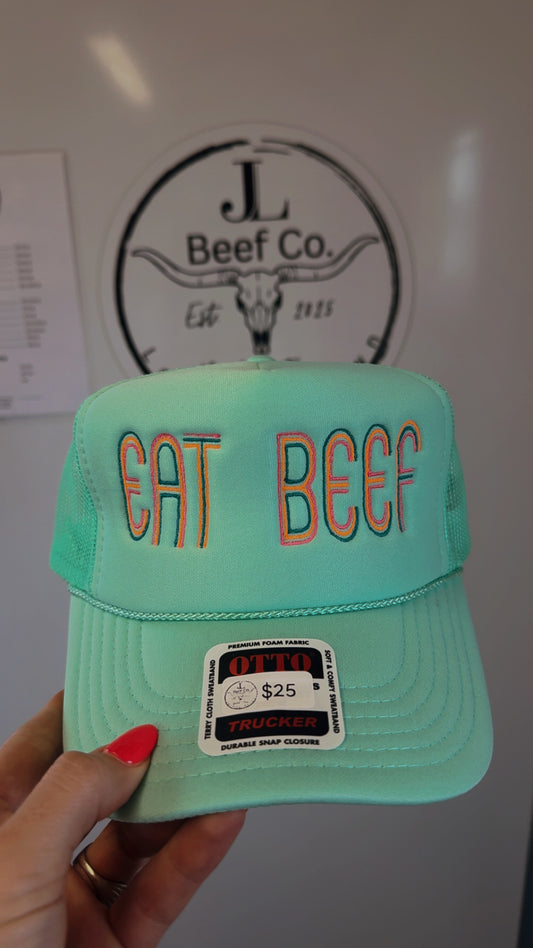 JL
Beef Co.
Est 2025
EAT BEEF
PREMIUM FOAM FABRIC
OTTO
$25
TRUCKER
DURABLE SNAP CLOSURE
TERRY CLOTH SWEATBAND
SOFT & COMFY SWEATBAND